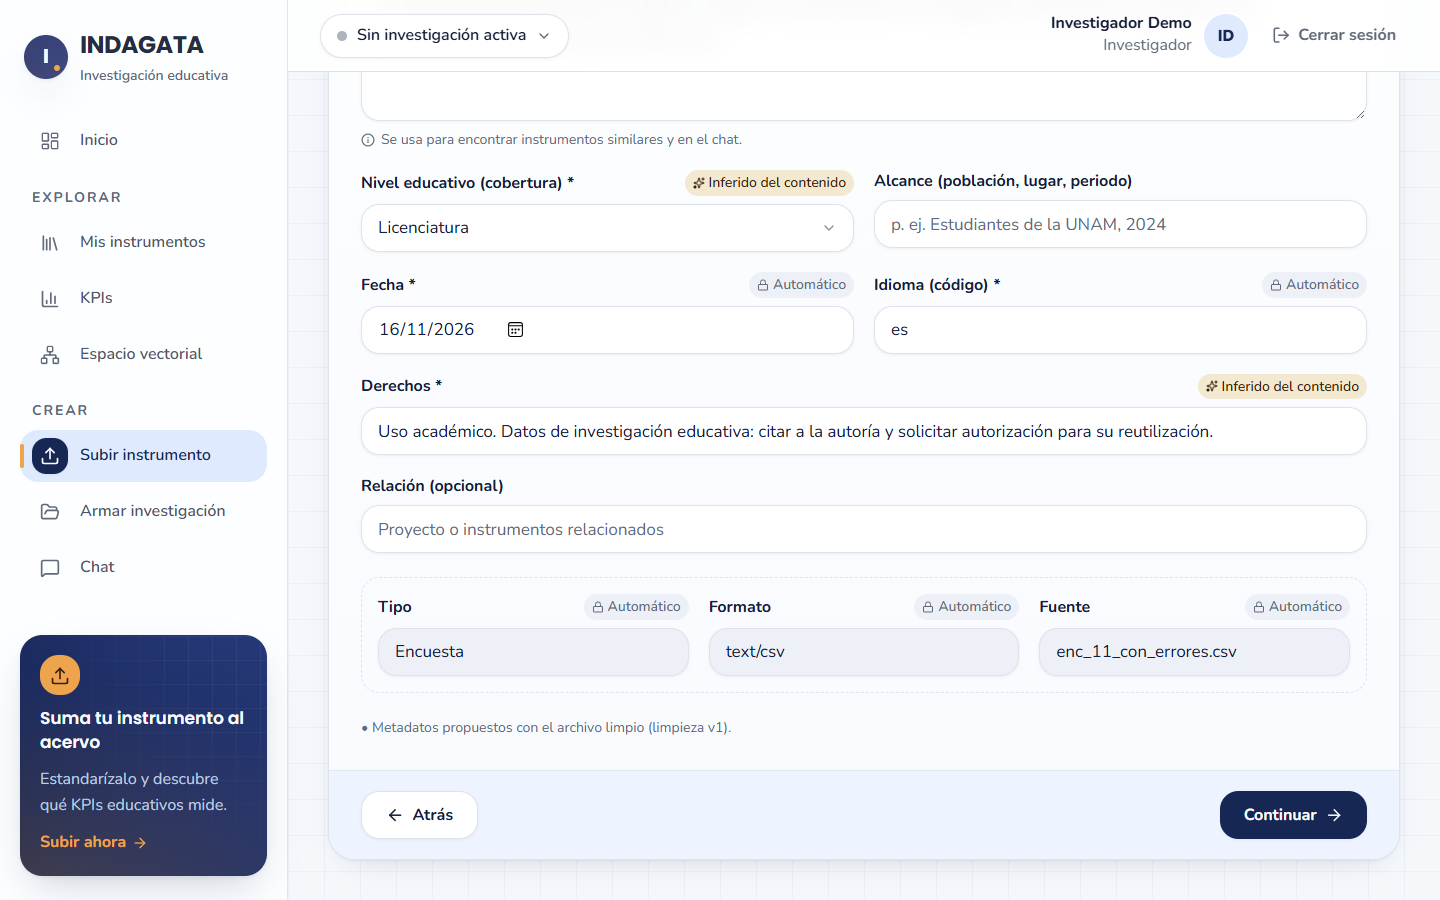 INDAGATA
Investigación educativa
Inicio
EXPLORAR
Mis instrumentos
KPIs
Espacio vectorial
CREAR
Subir instrumento
Armar investigación
Chat
Suma tu instrumento al
acervo
Estandarízalo y descubre
qué KPIs educativos mide.
Subir ahora →
Sin investigación activa
Investigador Demo
Investigador
ID
Cerrar sesión
Se usa para encontrar instrumentos similares y en el chat.
Nivel educativo (cobertura) *
Inferido del contenido
Licenciatura
Alcance (población, lugar, periodo)
p. ej. Estudiantes de la UNAM, 2024
Fecha *
Automático
16/11/2026
Idioma (código) *
Automático
es
Derechos *
Inferido del contenido
Uso académico. Datos de investigación educativa: citar a la autoría y solicitar autorización para su reutilización.
Relación (opcional)
Proyecto o instrumentos relacionados
Tipo
Automático
Encuesta
Formato
Automático
text/csv
Fuente
Automático
enc_11_con_errores.csv
• Metadatos propuestos con el archivo limpio (limpieza v1).
← Atrás
Continuar →